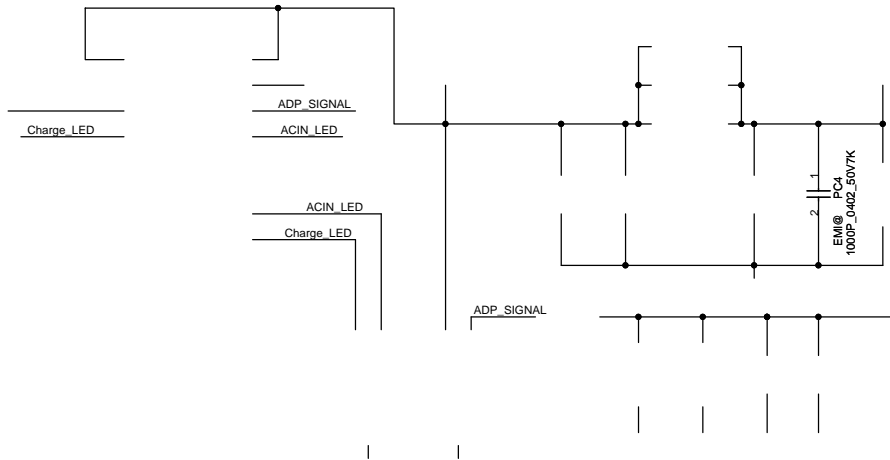 ADP_SIGNAL
Charge_LED
ACIN_LED
ACIN_LED
Charge_LED
ADP_SIGNAL
1
2
EMI@ PC4
1000P_0402_50V7K